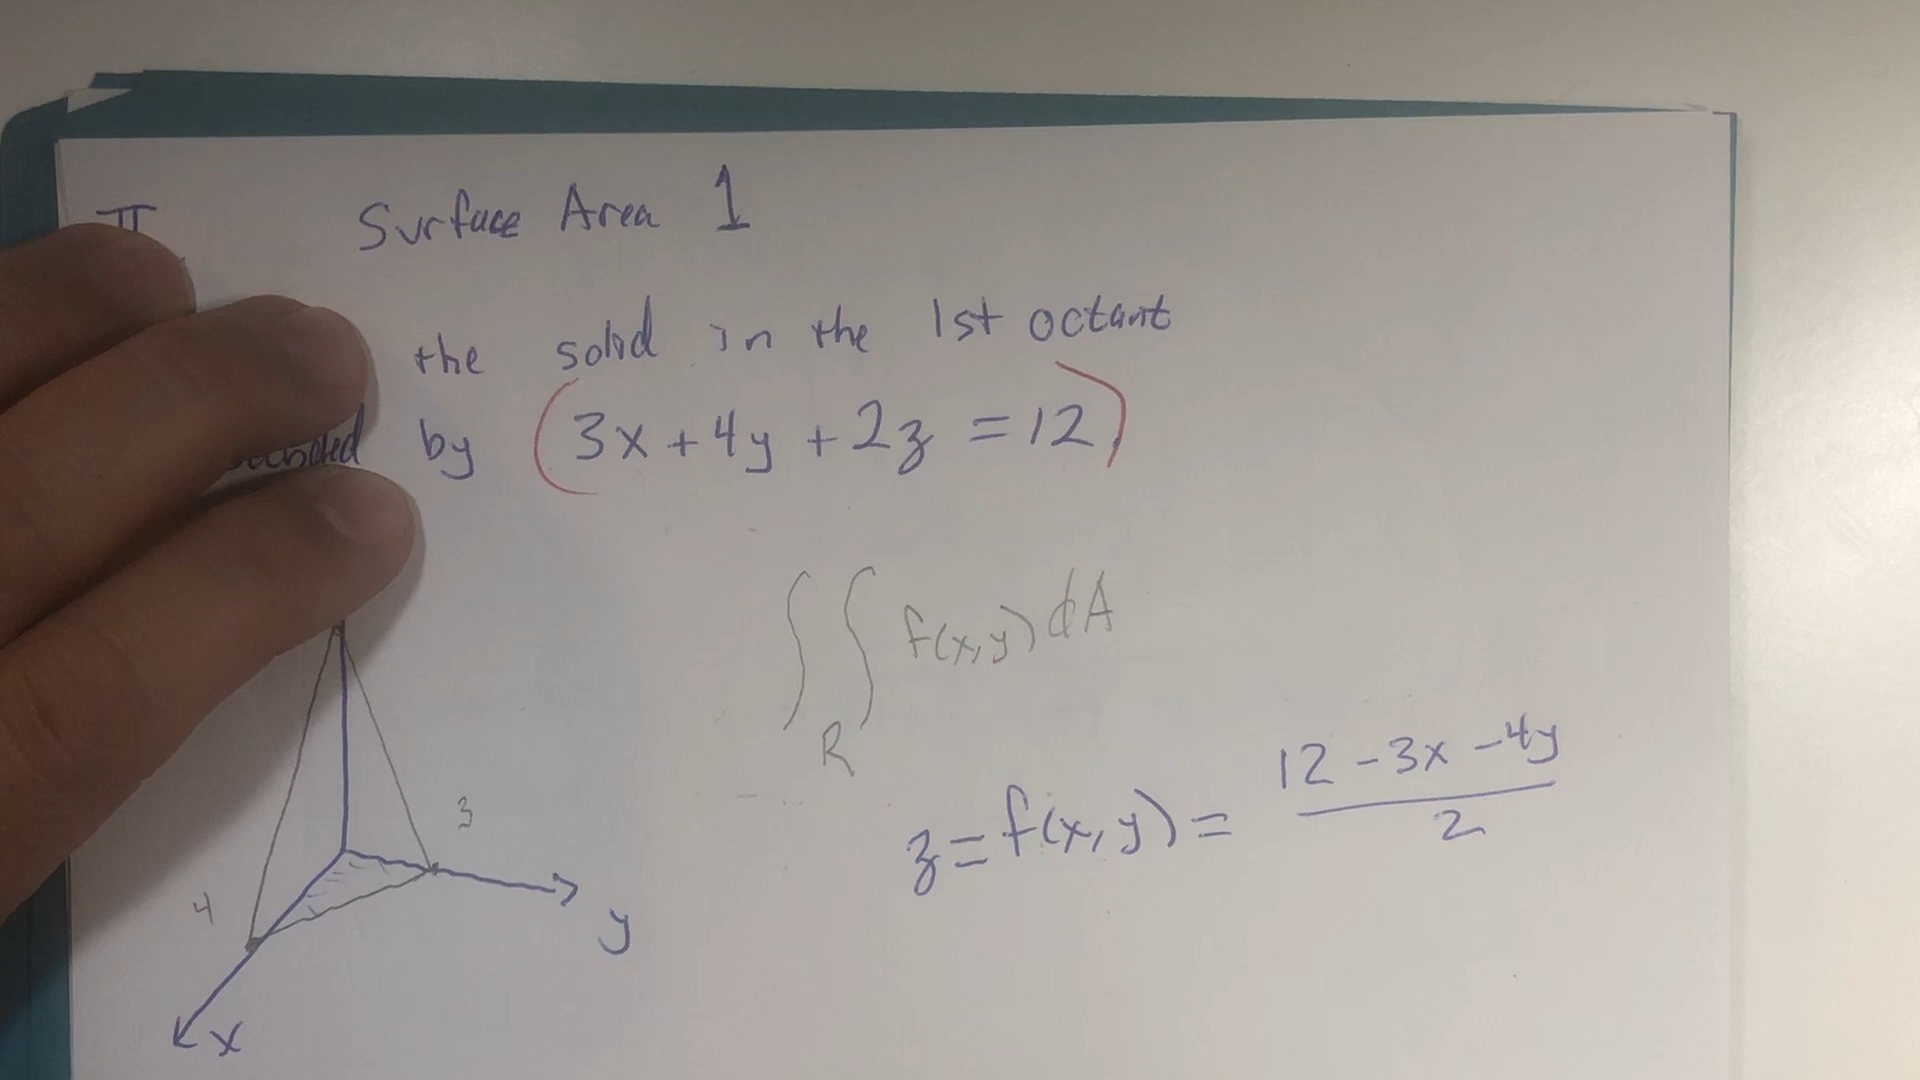 II Surface Area 1
the solid in the 1st octant
by (3x+4y+2z=12)
∫∫ f(x,y) dA
R
z=f(x,y)= 12-3x-4y
2
3
4
y
x